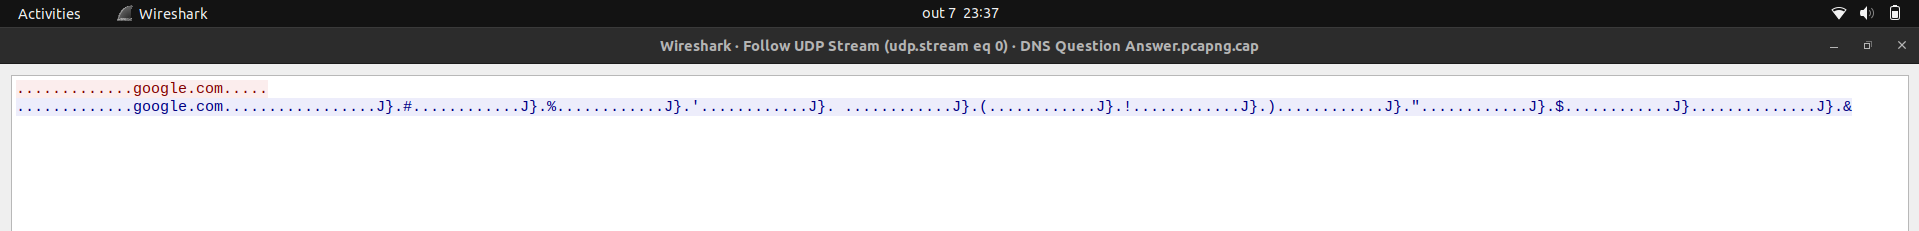 Activities Wireshark out 7 23:37
Wireshark · Follow UDP Stream (udp.stream eq 0) · DNS Question Answer.pcapng.cap
.............google.com.....
.............google.com.................J}.#............J}.%............J}.'............J}. ............J}.(............J}.!............J}.)............J}."............J}.$............J}..............J}.&